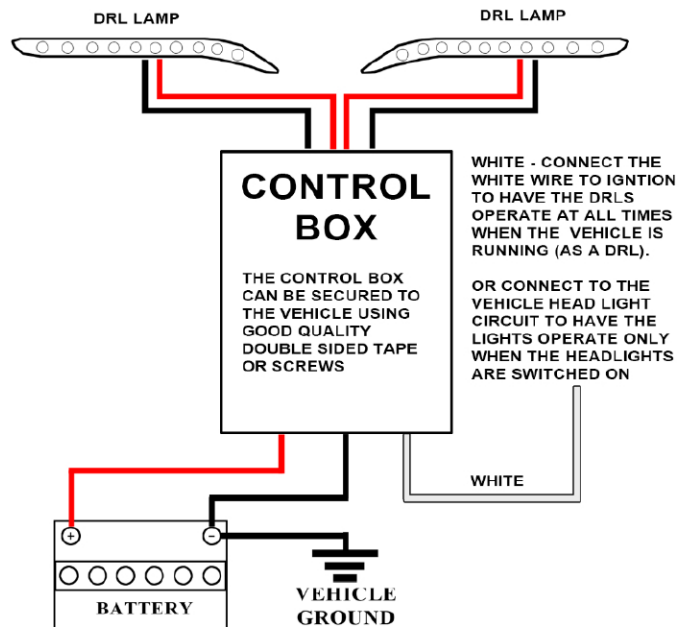 DRL LAMP
DRL LAMP
CONTROL
BOX
THE CONTROL BOX
CAN BE SECURED TO
THE VEHICLE USING
GOOD QUALITY
DOUBLE SIDED TAPE
OR SCREWS
WHITE - CONNECT THE
WHITE WIRE TO IGNTION
TO HAVE THE DRLS
OPERATE AT ALL TIMES
WHEN THE VEHICLE IS
RUNNING (AS A DRL).
OR CONNECT TO THE
VEHICLE HEAD LIGHT
CIRCUIT TO HAVE THE
LIGHTS OPERATE ONLY
WHEN THE HEADLIGHTS
ARE SWITCHED ON
WHITE
+
-
BATTERY
VEHICLE
GROUND